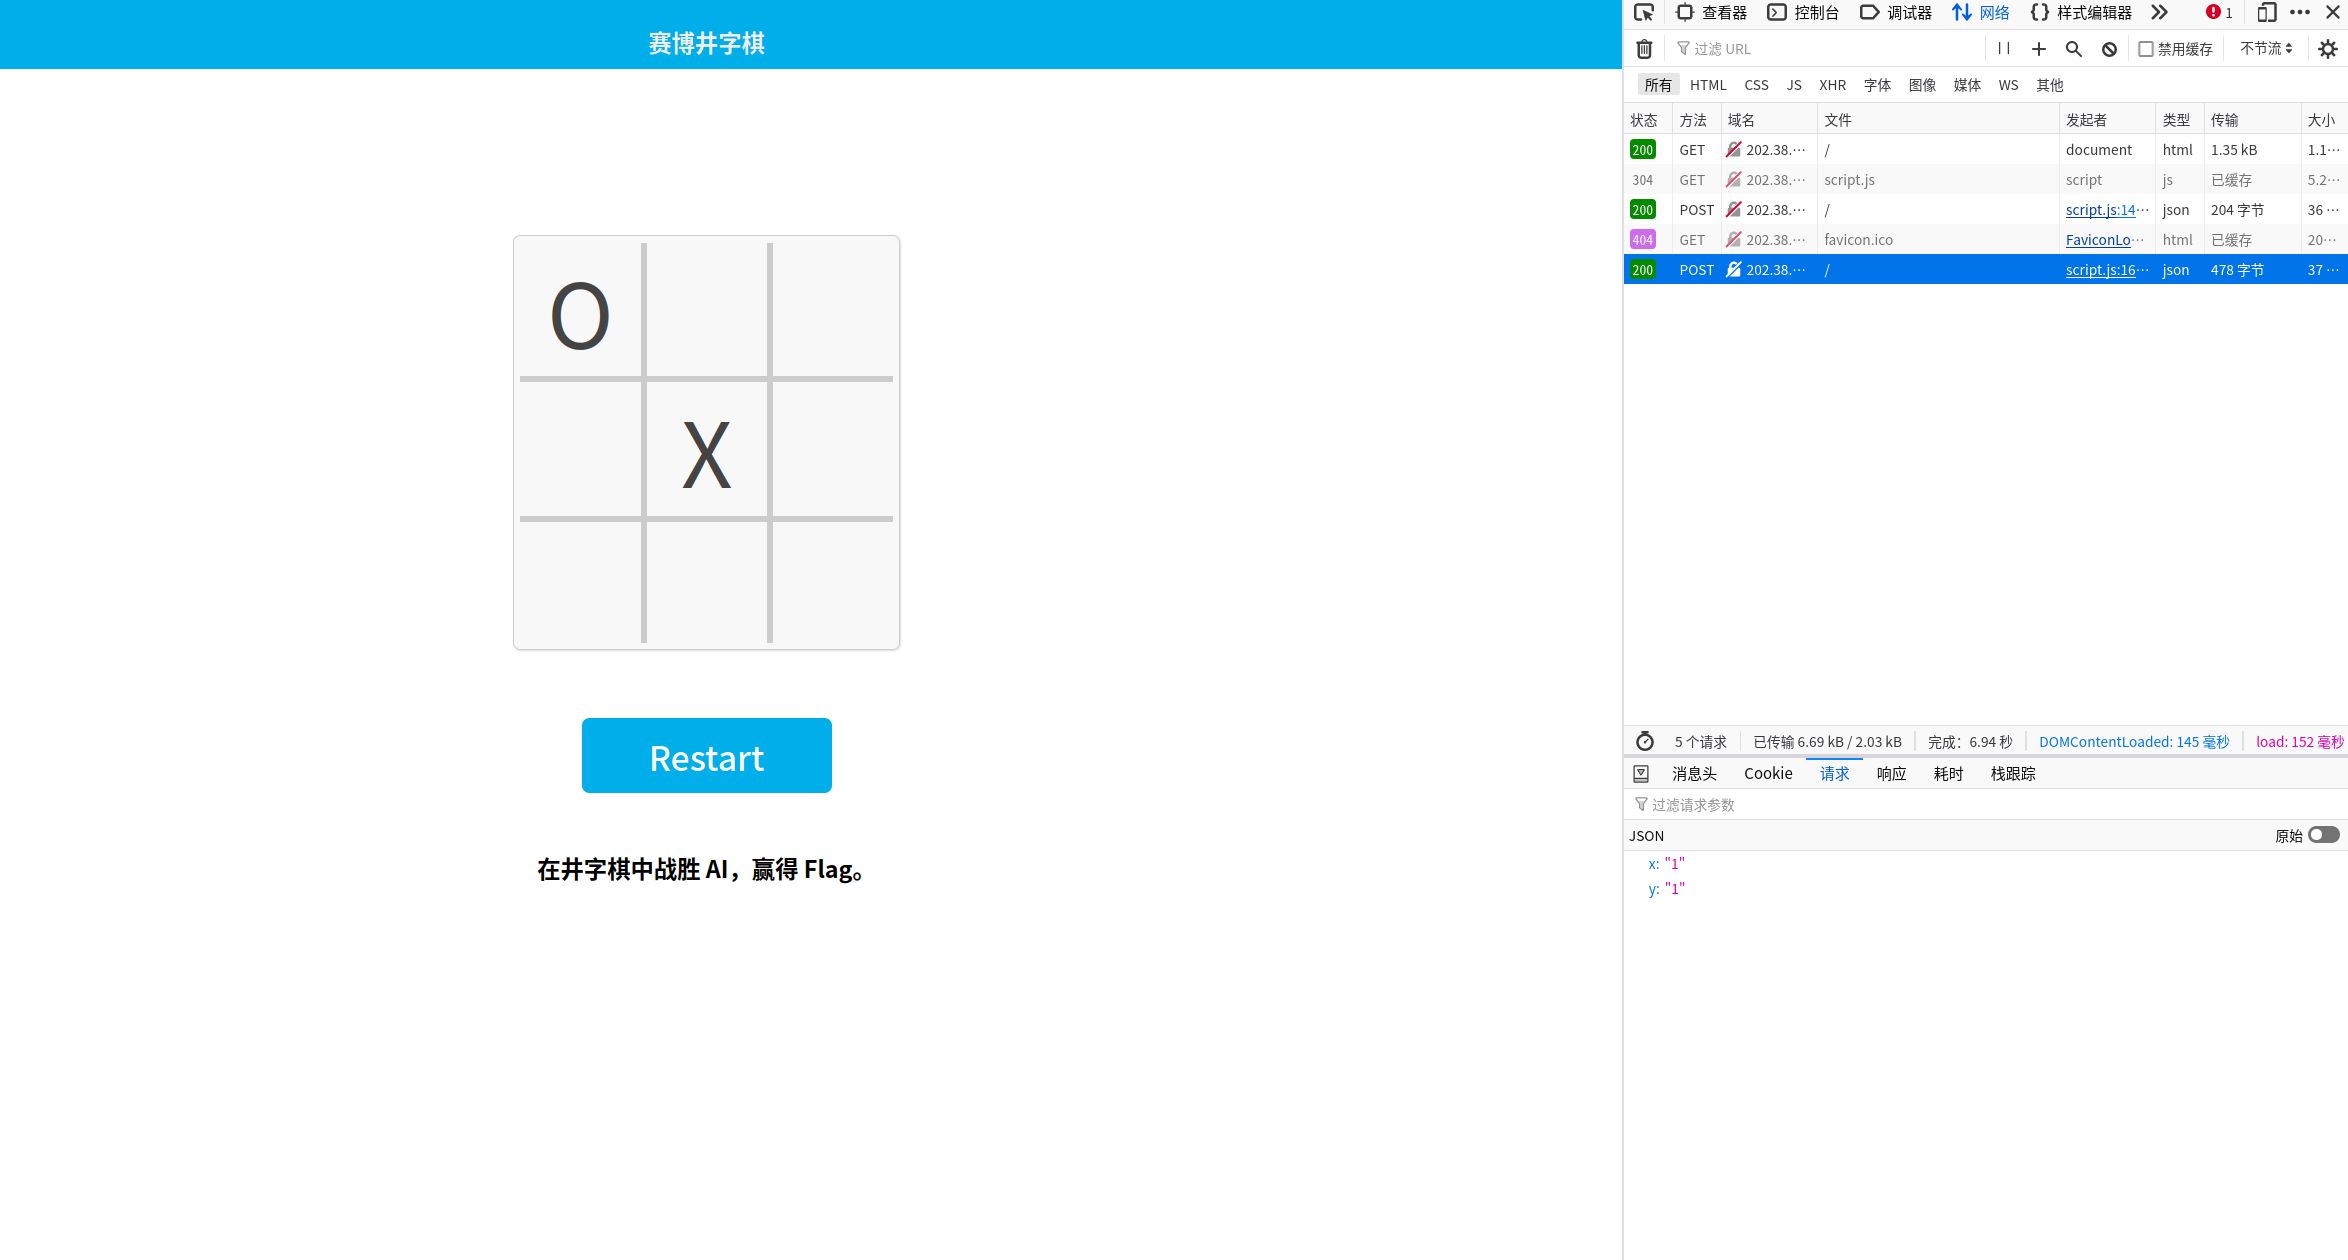 赛博井字棋
O
X
Restart
在井字棋中战胜 AI，赢得 Flag。
查看器 控制台 调试器 网络 样式编辑器 1
过滤 URL 禁用缓存 不节流
所有 HTML CSS JS XHR 字体 图像 媒体 WS 其他
状态 方法 域名 文件 发起者 类型 传输 大小
200 GET 202.38.… / document html 1.35 kB 1.1…
304 GET 202.38.… script.js script js 已缓存 5.2…
200 POST 202.38.… / script.js:14… json 204 字节 36 …
404 GET 202.38.… favicon.ico FaviconLo… html 已缓存 20…
200 POST 202.38.… / script.js:16… json 478 字节 37 …
5 个请求 已传输 6.69 kB / 2.03 kB 完成：6.94 秒 DOMContentLoaded: 145 毫秒 load: 152 毫秒
消息头 Cookie 请求 响应 耗时 栈跟踪
过滤请求参数
JSON 原始
x: "1"
y: "1"